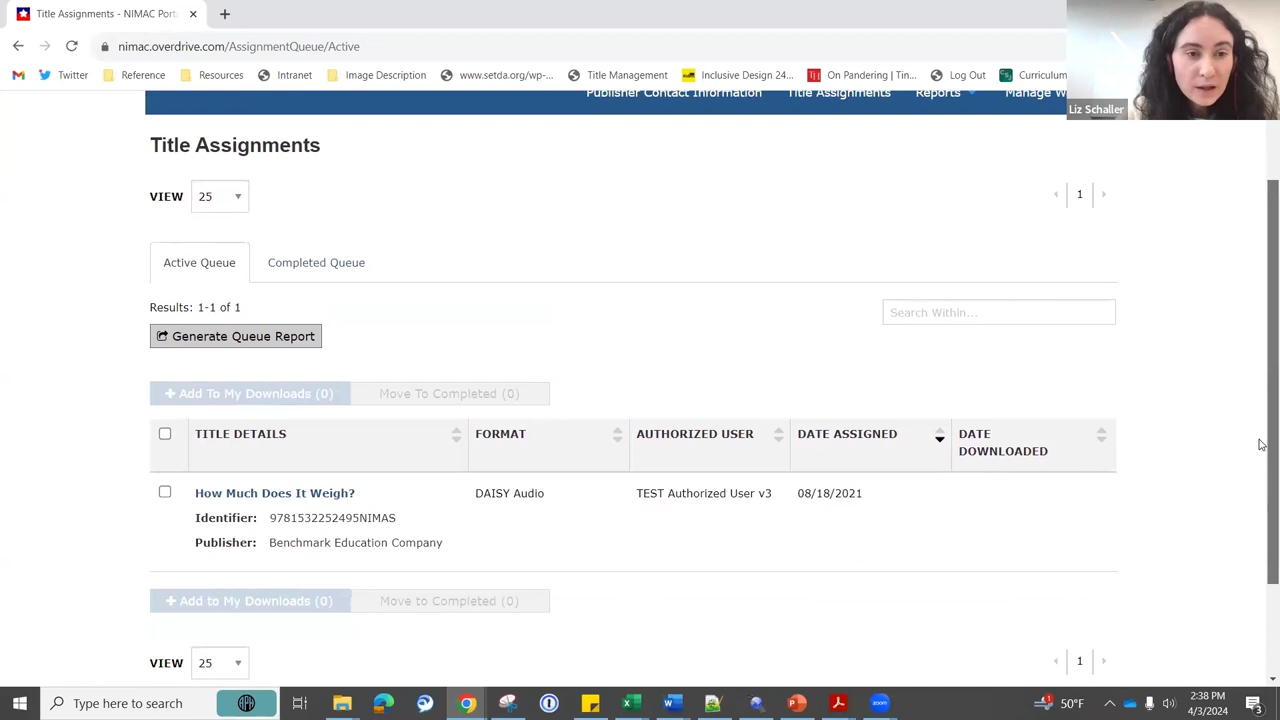 Title Assignments - NIMAC Port
nimac.overdrive.com/AssignmentQueue/Active
Twitter Reference Resources Intranet Image Description www.setda.org/wp-... Title Management Inclusive Design 24... On Pandering | Tin... Log Out Curriculum
Liz Schaller
Publisher Contact Information Title Assignments Reports Manage W
Title Assignments
VIEW 25 1
Active Queue Completed Queue
Results: 1-1 of 1
Search Within...
Generate Queue Report
+ Add To My Downloads (0) Move To Completed (0)
TITLE DETAILS FORMAT AUTHORIZED USER DATE ASSIGNED DATE DOWNLOADED
How Much Does It Weigh? DAISY Audio TEST Authorized User v3 08/18/2021
Identifier: 9781532252495NIMAS
Publisher: Benchmark Education Company
+ Add to My Downloads (0) Move to Completed (0)
VIEW 25 1
Type here to search
50°F
2:38 PM
4/3/2024
3